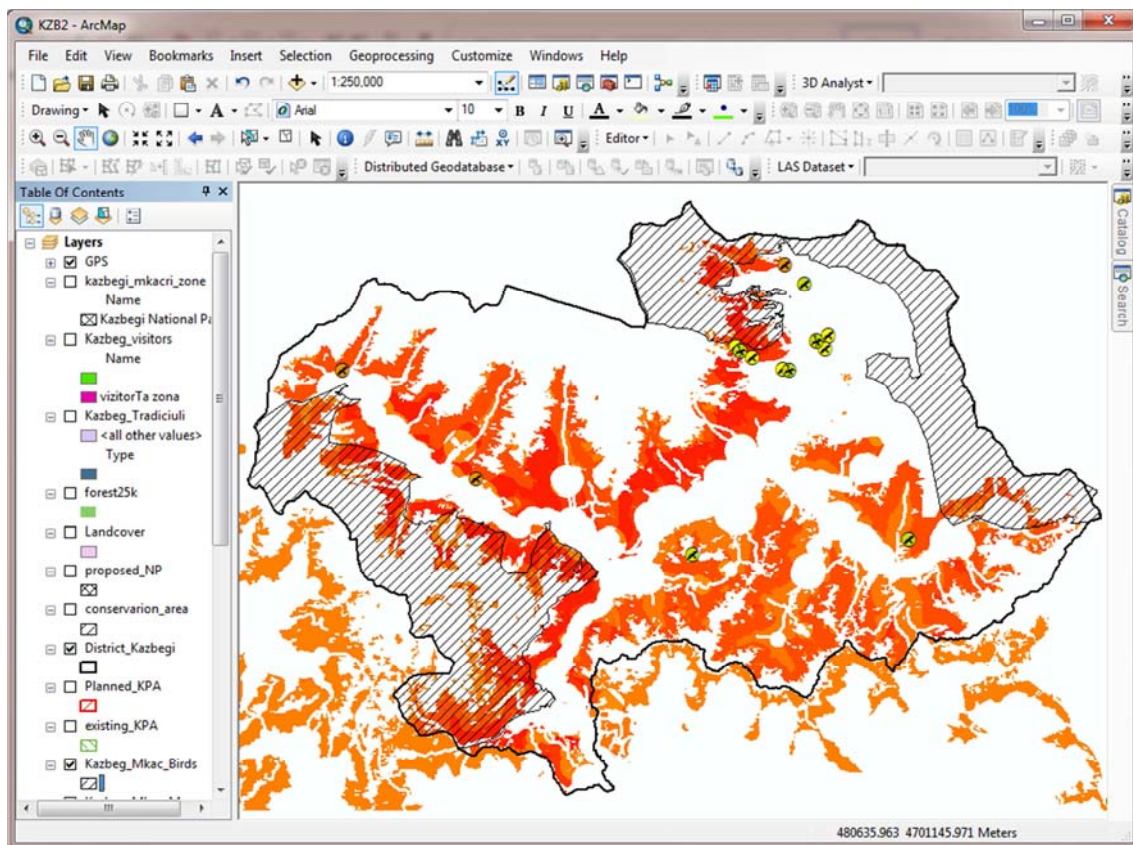 KZB2 - ArcMap
File Edit View Bookmarks Insert Selection Geoprocessing Customize Windows Help
1:250,000 3D Analyst
Drawing Arial 10 B I U A 100%
Editor
Distributed Geodatabase LAS Dataset
Table Of Contents
Layers
GPS
kazbegi_mkacri_zone
Name
Kazbegi National Pa
Kazbeg_visitors
Name
vizitorTa zona
Kazbeg_Tradiciuli
<all other values>
Type
forest25k
Landcover
proposed_NP
conservarion_area
District_Kazbegi
Planned_KPA
existing_KPA
Kazbeg_Mkac_Birds
Catalog
Search
480635.963 4701145.971 Meters